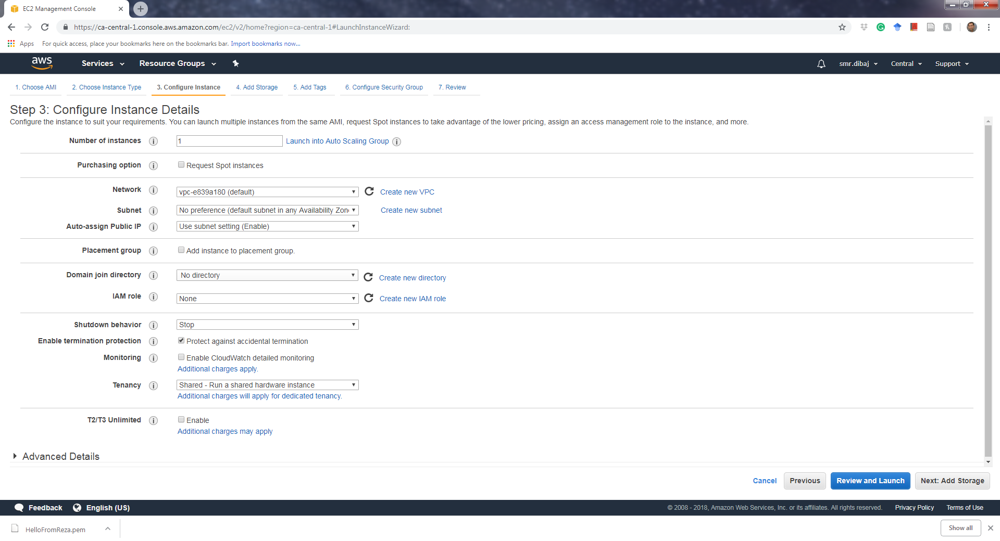 EC2 Management Console
https://ca-central-1.console.aws.amazon.com/ec2/v2/home?region=ca-central-1#LaunchInstanceWizard:
Apps For quick access, place your bookmarks here on the bookmarks bar. Import bookmarks now...
aws Services Resource Groups smr.dibaj Central Support
1. Choose AMI 2. Choose Instance Type 3. Configure Instance 4. Add Storage 5. Add Tags 6. Configure Security Group 7. Review
Step 3: Configure Instance Details
Configure the instance to suit your requirements. You can launch multiple instances from the same AMI, request Spot instances to take advantage of the lower pricing, assign an access management role to the instance, and more.
Number of instances i 1 Launch into Auto Scaling Group i
Purchasing option i Request Spot instances
Network i vpc-e839a180 (default) Create new VPC
Subnet i No preference (default subnet in any Availability Zon Create new subnet
Auto-assign Public IP i Use subnet setting (Enable)
Placement group i Add instance to placement group.
Domain join directory i No directory Create new directory
IAM role i None Create new IAM role
Shutdown behavior i Stop
Enable termination protection i Protect against accidental termination
Monitoring i Enable CloudWatch detailed monitoring
Additional charges apply.
Tenancy i Shared - Run a shared hardware instance
Additional charges will apply for dedicated tenancy.
T2/T3 Unlimited i Enable
Additional charges may apply
Advanced Details
Cancel Previous Review and Launch Next: Add Storage
Feedback English (US) © 2008 - 2018, Amazon Web Services, Inc. or its affiliates. All rights reserved. Privacy Policy Terms of Use
HelloFromReza.pem Show all